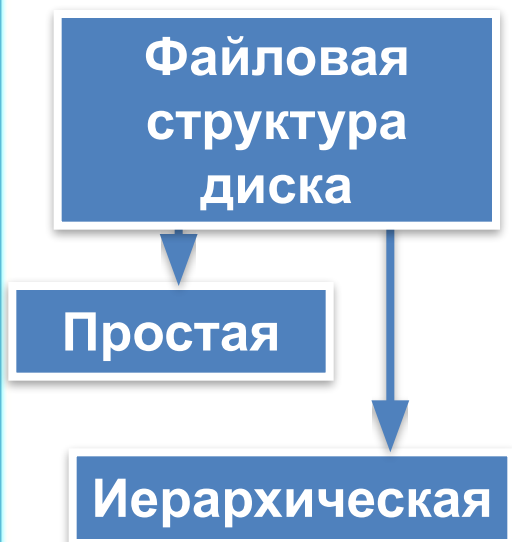 Файловая
структура
диска
Простая
Иерархическая